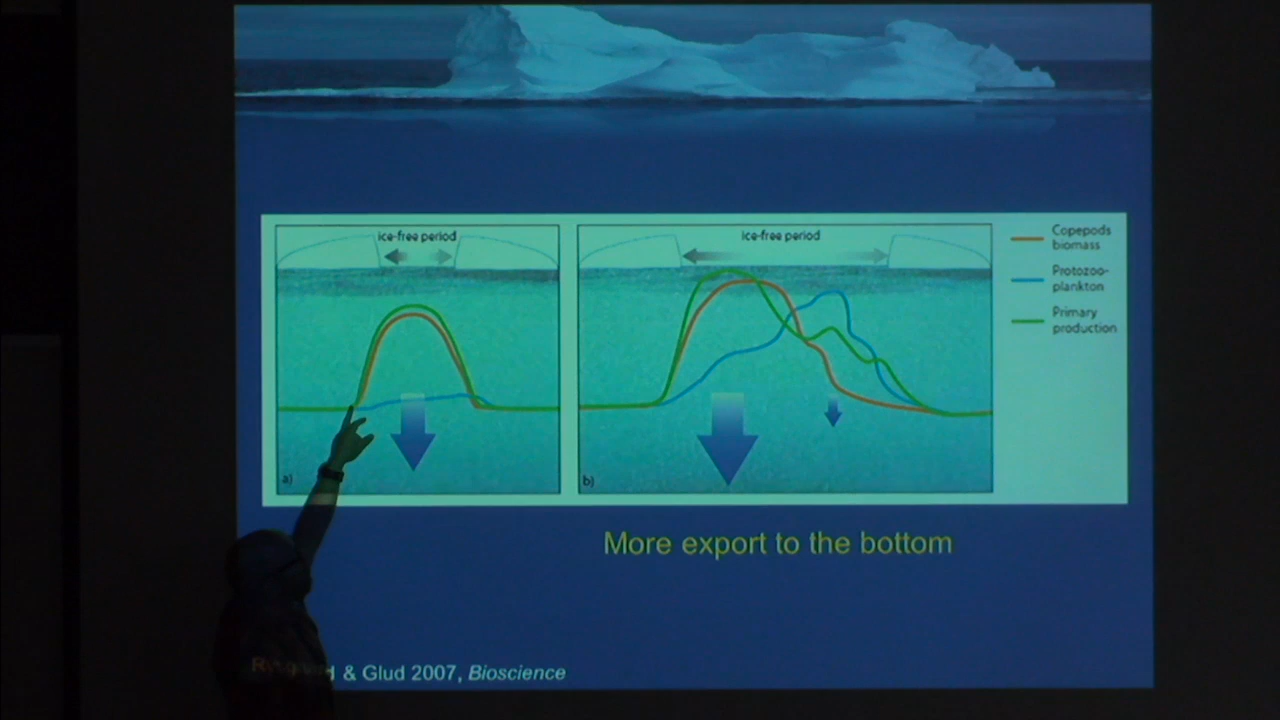 ice-free period
ice-free period
Copepods
biomass
Protozoo-
plankton
Primary
production
a)
b)
More export to the bottom
& Glud 2007, Bioscience